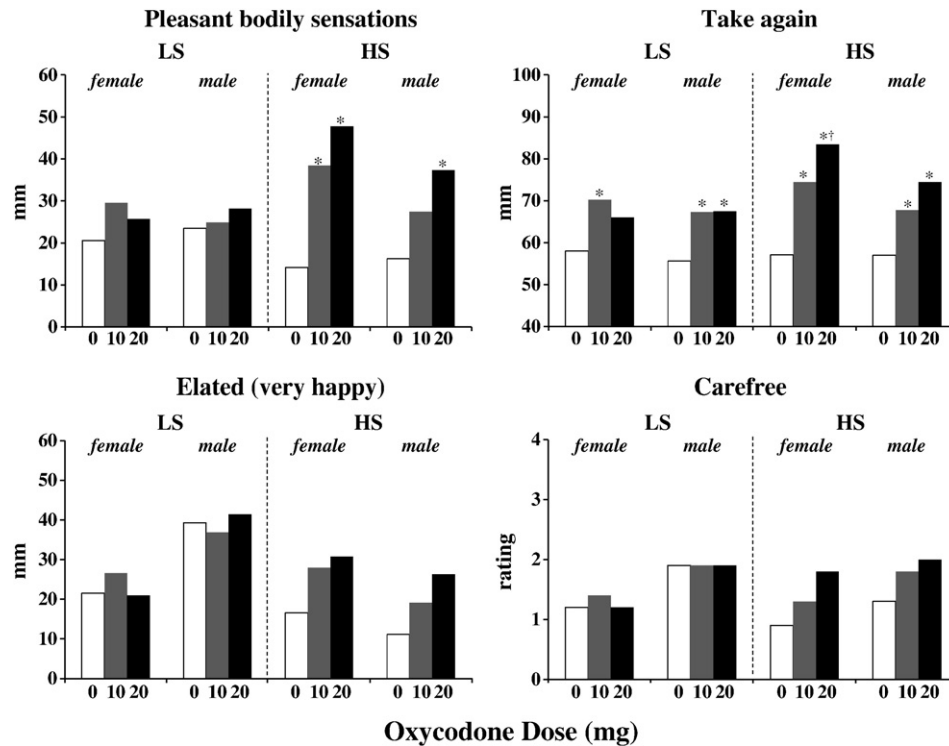 Pleasant bodily sensations
LS HS
female male female male
60
50
40
30
20
10
0
mm
* * *
0 10 20 0 10 20 0 10 20 0 10 20
Take again
LS HS
female male female male
100
90
80
70
60
50
40
mm
* * * * *† * *
0 10 20 0 10 20 0 10 20 0 10 20
Elated (very happy)
LS HS
female male female male
60
50
40
30
20
10
0
mm
0 10 20 0 10 20 0 10 20 0 10 20
Carefree
LS HS
female male female male
4
3
2
1
0
rating
0 10 20 0 10 20 0 10 20 0 10 20
Oxycodone Dose (mg)